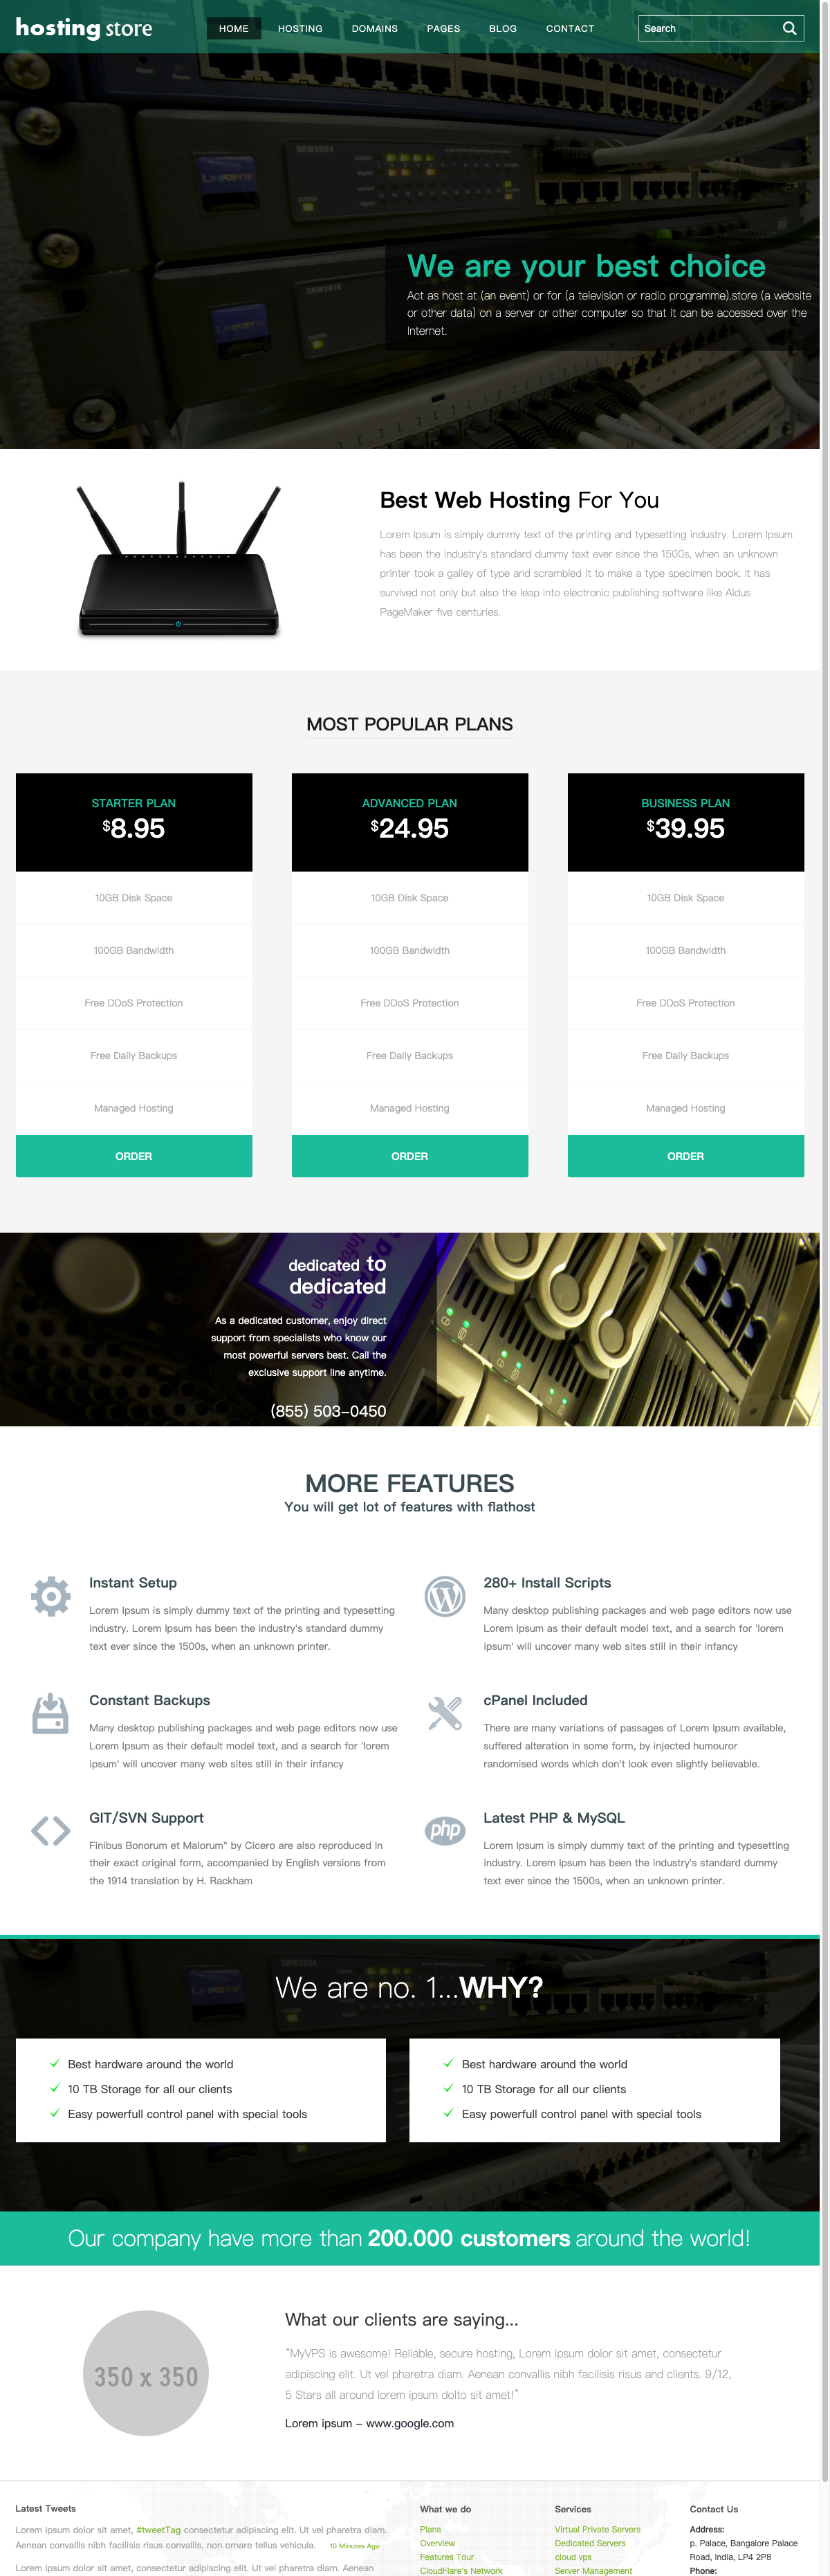 hosting store
HOME HOSTING DOMAINS PAGES BLOG CONTACT
Search
We are your best choice
Act as host at (an event) or for (a television or radio programme).store (a website
or other data) on a server or other computer so that it can be accessed over the
Internet.
Best Web Hosting For You
Lorem Ipsum is simply dummy text of the printing and typesetting industry. Lorem Ipsum
has been the industry's standard dummy text ever since the 1500s, when an unknown
printer took a galley of type and scrambled it to make a type specimen book. It has
survived not only but also the leap into electronic publishing software like Aldus
PageMaker five centuries.
MOST POPULAR PLANS
STARTER PLAN
$8.95
10GB Disk Space
100GB Bandwidth
Free DDoS Protection
Free Daily Backups
Managed Hosting
ORDER
ADVANCED PLAN
$24.95
10GB Disk Space
100GB Bandwidth
Free DDoS Protection
Free Daily Backups
Managed Hosting
ORDER
BUSINESS PLAN
$39.95
10GB Disk Space
100GB Bandwidth
Free DDoS Protection
Free Daily Backups
Managed Hosting
ORDER
dedicated to
dedicated
As a dedicated customer, enjoy direct
support from specialists who know our
most powerful servers best. Call the
exclusive support line anytime.
(855) 503-0450
MORE FEATURES
You will get lot of features with flathost
Instant Setup
Lorem Ipsum is simply dummy text of the printing and typesetting
industry. Lorem Ipsum has been the industry's standard dummy
text ever since the 1500s, when an unknown printer.
280+ Install Scripts
Many desktop publishing packages and web page editors now use
Lorem Ipsum as their default model text, and a search for 'lorem
ipsum' will uncover many web sites still in their infancy
Constant Backups
Many desktop publishing packages and web page editors now use
Lorem Ipsum as their default model text, and a search for 'lorem
ipsum' will uncover many web sites still in their infancy
cPanel Included
There are many variations of passages of Lorem Ipsum available,
suffered alteration in some form, by injected humouror
randomised words which don't look even slightly believable.
GIT/SVN Support
Finibus Bonorum et Malorum" by Cicero are also reproduced in
their exact original form, accompanied by English versions from
the 1914 translation by H. Rackham
php
Latest PHP & MySQL
Lorem Ipsum is simply dummy text of the printing and typesetting
industry. Lorem Ipsum has been the industry's standard dummy
text ever since the 1500s, when an unknown printer.
We are no. 1...WHY?
Best hardware around the world
10 TB Storage for all our clients
Easy powerfull control panel with special tools
Best hardware around the world
10 TB Storage for all our clients
Easy powerfull control panel with special tools
Our company have more than 200.000 customers around the world!
350 x 350
What our clients are saying...
"MyVPS is awesome! Reliable, secure hosting, Lorem ipsum dolor sit amet, consectetur
adipiscing elit. Ut vel pharetra diam. Aenean convallis nibh facilisis risus and clients. 9/12,
5 Stars all around lorem ipsum dolto sit amet!"
Lorem ipsum - www.google.com
Latest Tweets
Lorem ipsum dolor sit amet, #tweetTag consectetur adipiscing elit. Ut vel pharetra diam.
Aenean convallis nibh facilisis risus convallis, non ornare tellus vehicula. 10 Minutes Ago
Lorem ipsum dolor sit amet, consectetur adipiscing elit. Ut vel pharetra diam. Aenean
What we do
Plans
Overview
Features Tour
CloudFlare's Network
Services
Virtual Private Servers
Dedicated Servers
cloud vps
Server Management
Contact Us
Address:
p. Palace, Bangalore Palace
Road, India, LP4 2P8
Phone: